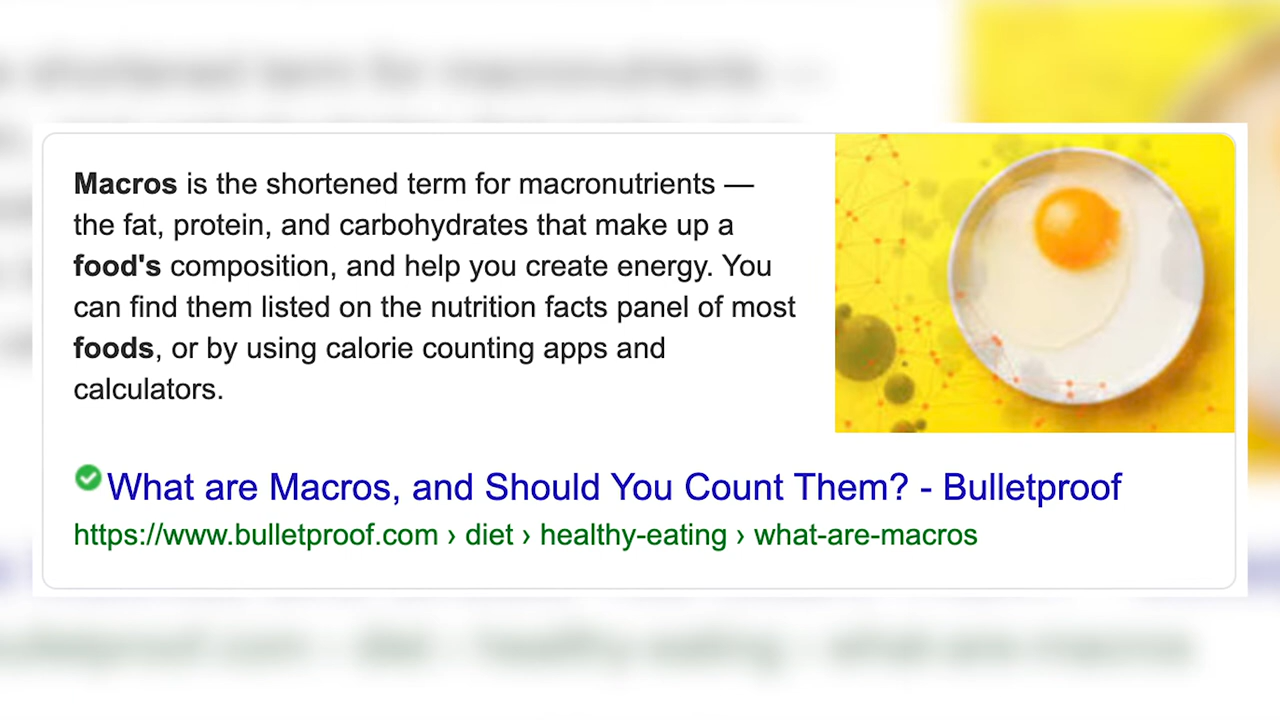 Macros is the shortened term for macronutrients —
the fat, protein, and carbohydrates that make up a
food's composition, and help you create energy. You
can find them listed on the nutrition facts panel of most
foods, or by using calorie counting apps and
calculators.
What are Macros, and Should You Count Them? - Bulletproof
https://www.bulletproof.com › diet › healthy-eating › what-are-macros